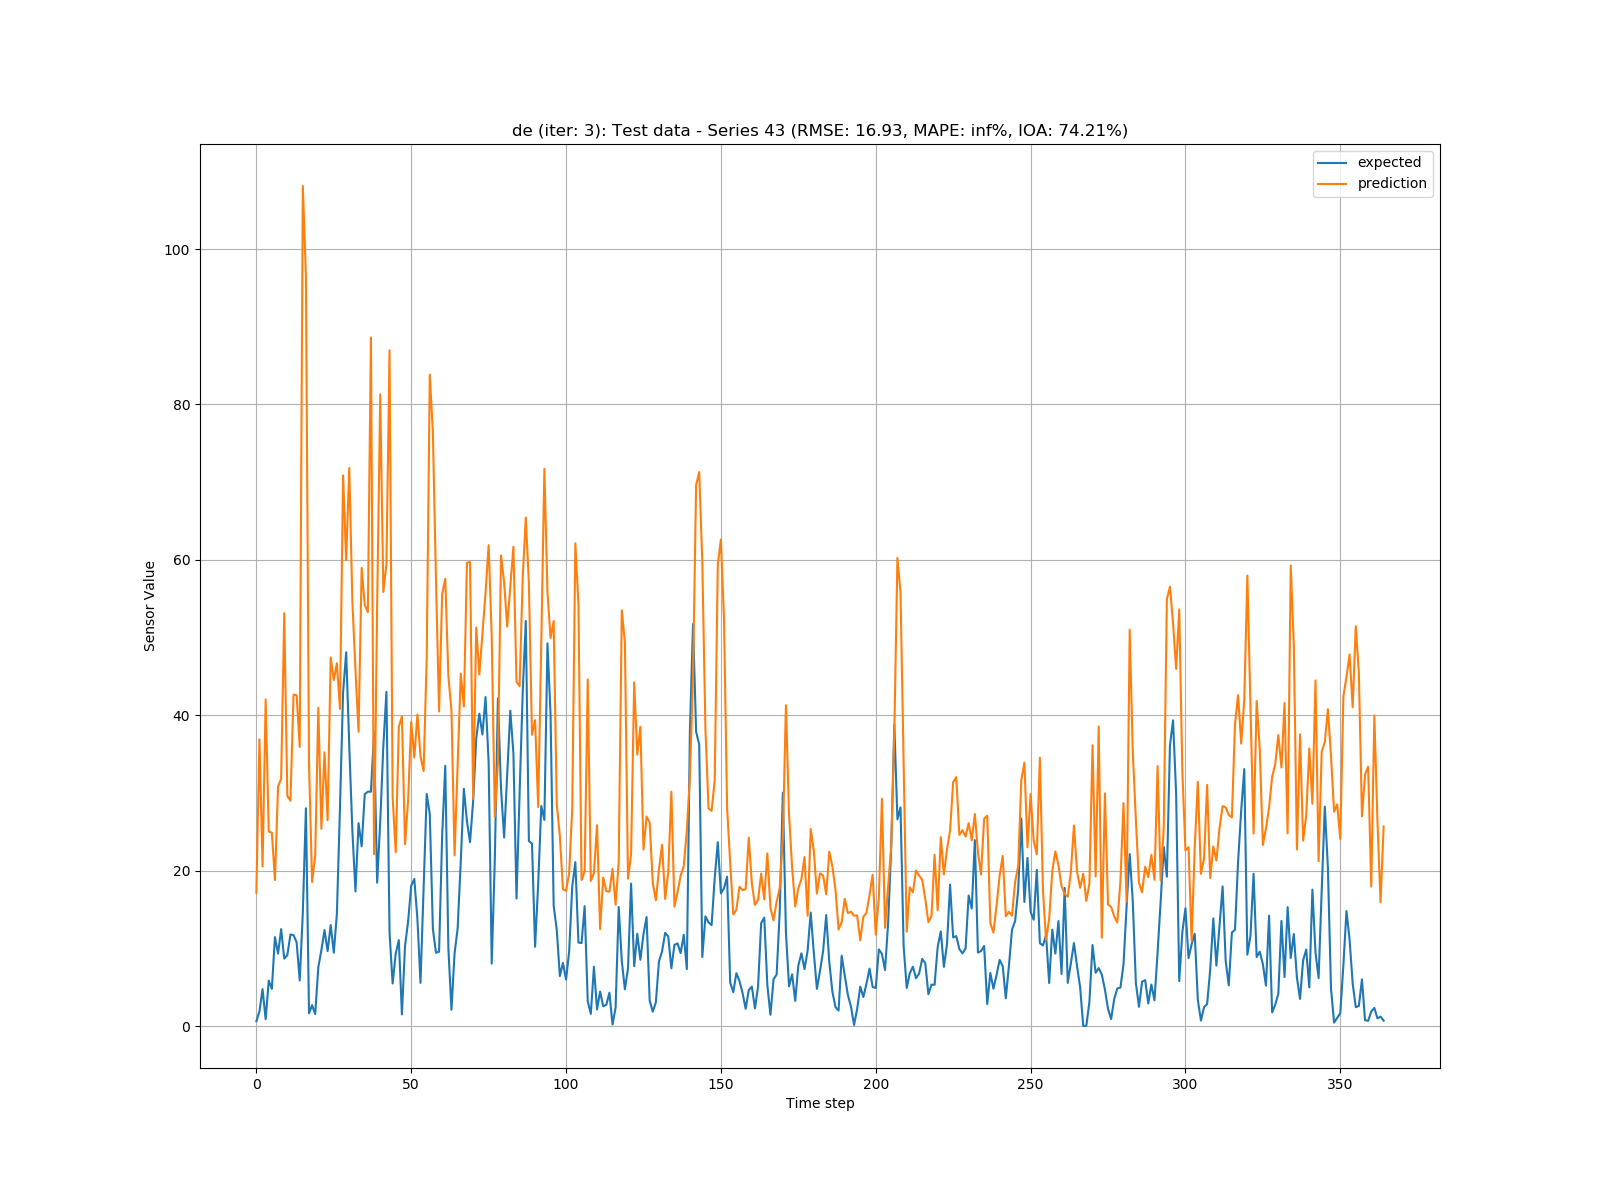 de (iter: 3): Test data - Series 43 (RMSE: 16.93, MAPE: inf%, IOA: 74.21%)
expected
prediction
100
80
60
40
20
0
Sensor Value
0 50 100 150 200 250 300 350
Time step